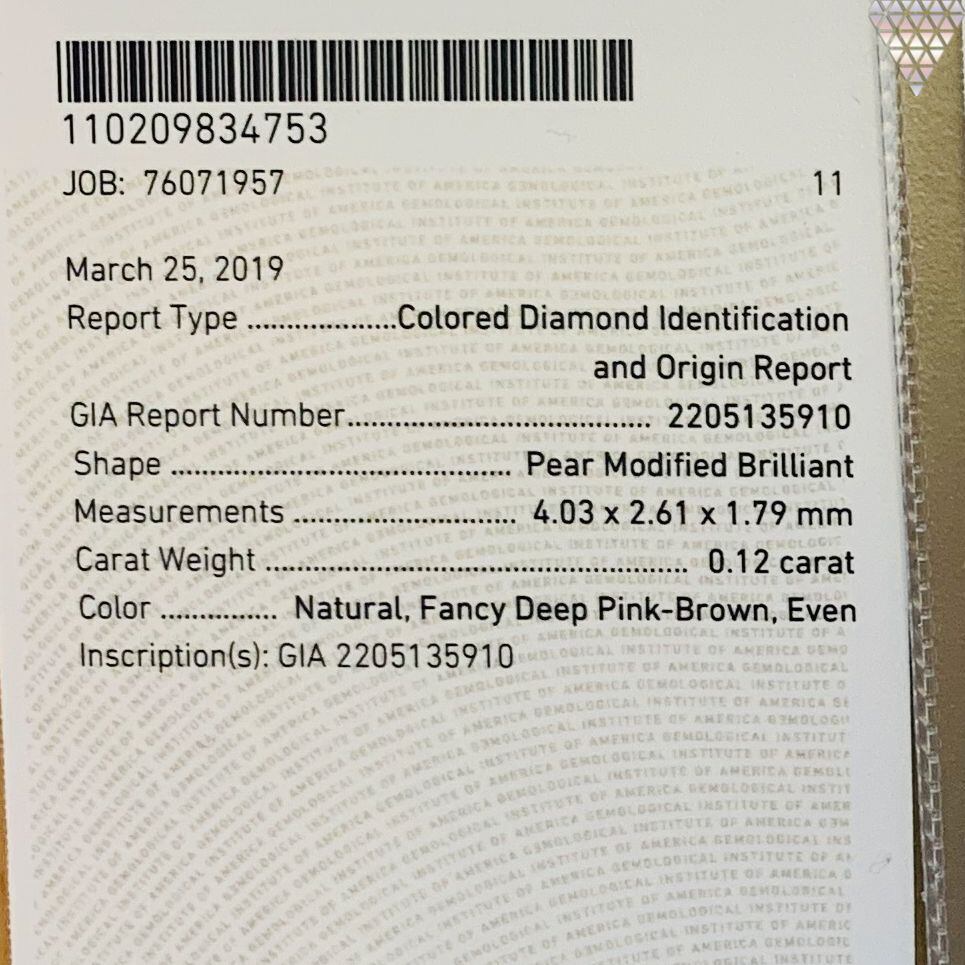 110209834753
JOB: 76071957 11
March 25, 2019
Report Type ...................Colored Diamond Identification
and Origin Report
GIA Report Number...................................... 2205135910
Shape ........................................... Pear Modified Brilliant
Measurements ............................ 4.03 x 2.61 x 1.79 mm
Carat Weight ..................................................... 0.12 carat
Color ............... Natural, Fancy Deep Pink-Brown, Even
Inscription(s): GIA 2205135910